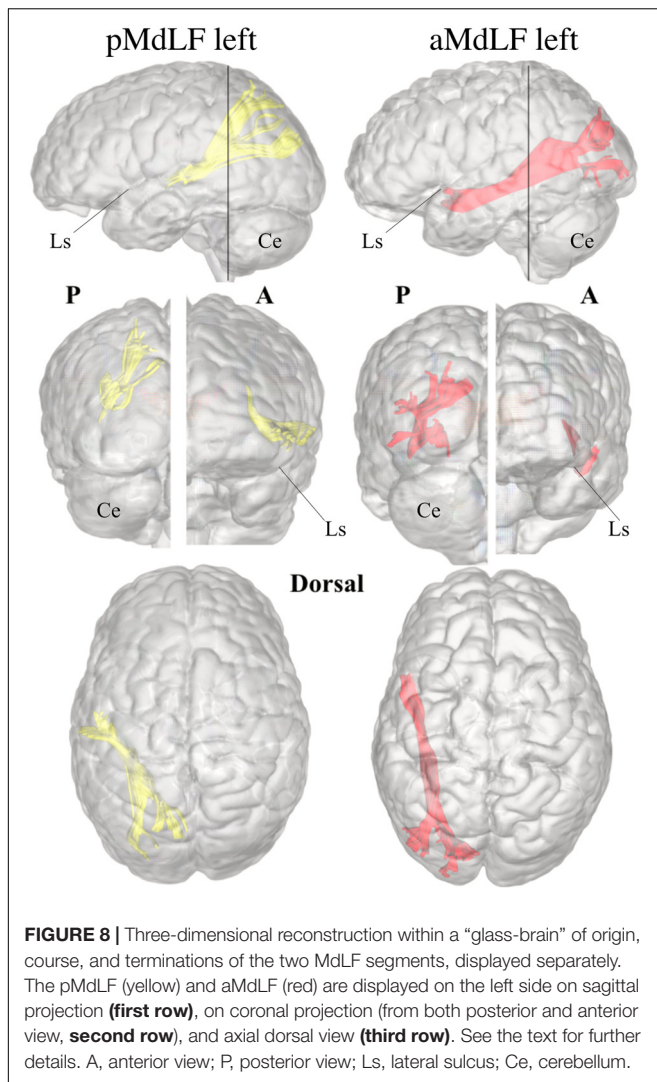 pMdLF left
aMdLF left
Ls
Ce
Ls
Ce
P
A
P
A
Ce
Ls
Ce
Ls
Dorsal
FIGURE 8 | Three-dimensional reconstruction within a “glass-brain” of origin,
course, and terminations of the two MdLF segments, displayed separately.
The pMdLF (yellow) and aMdLF (red) are displayed on the left side on sagittal
projection (first row), on coronal projection (from both posterior and anterior
view, second row), and axial dorsal view (third row). See the text for further
details. A, anterior view; P, posterior view; Ls, lateral sulcus; Ce, cerebellum.